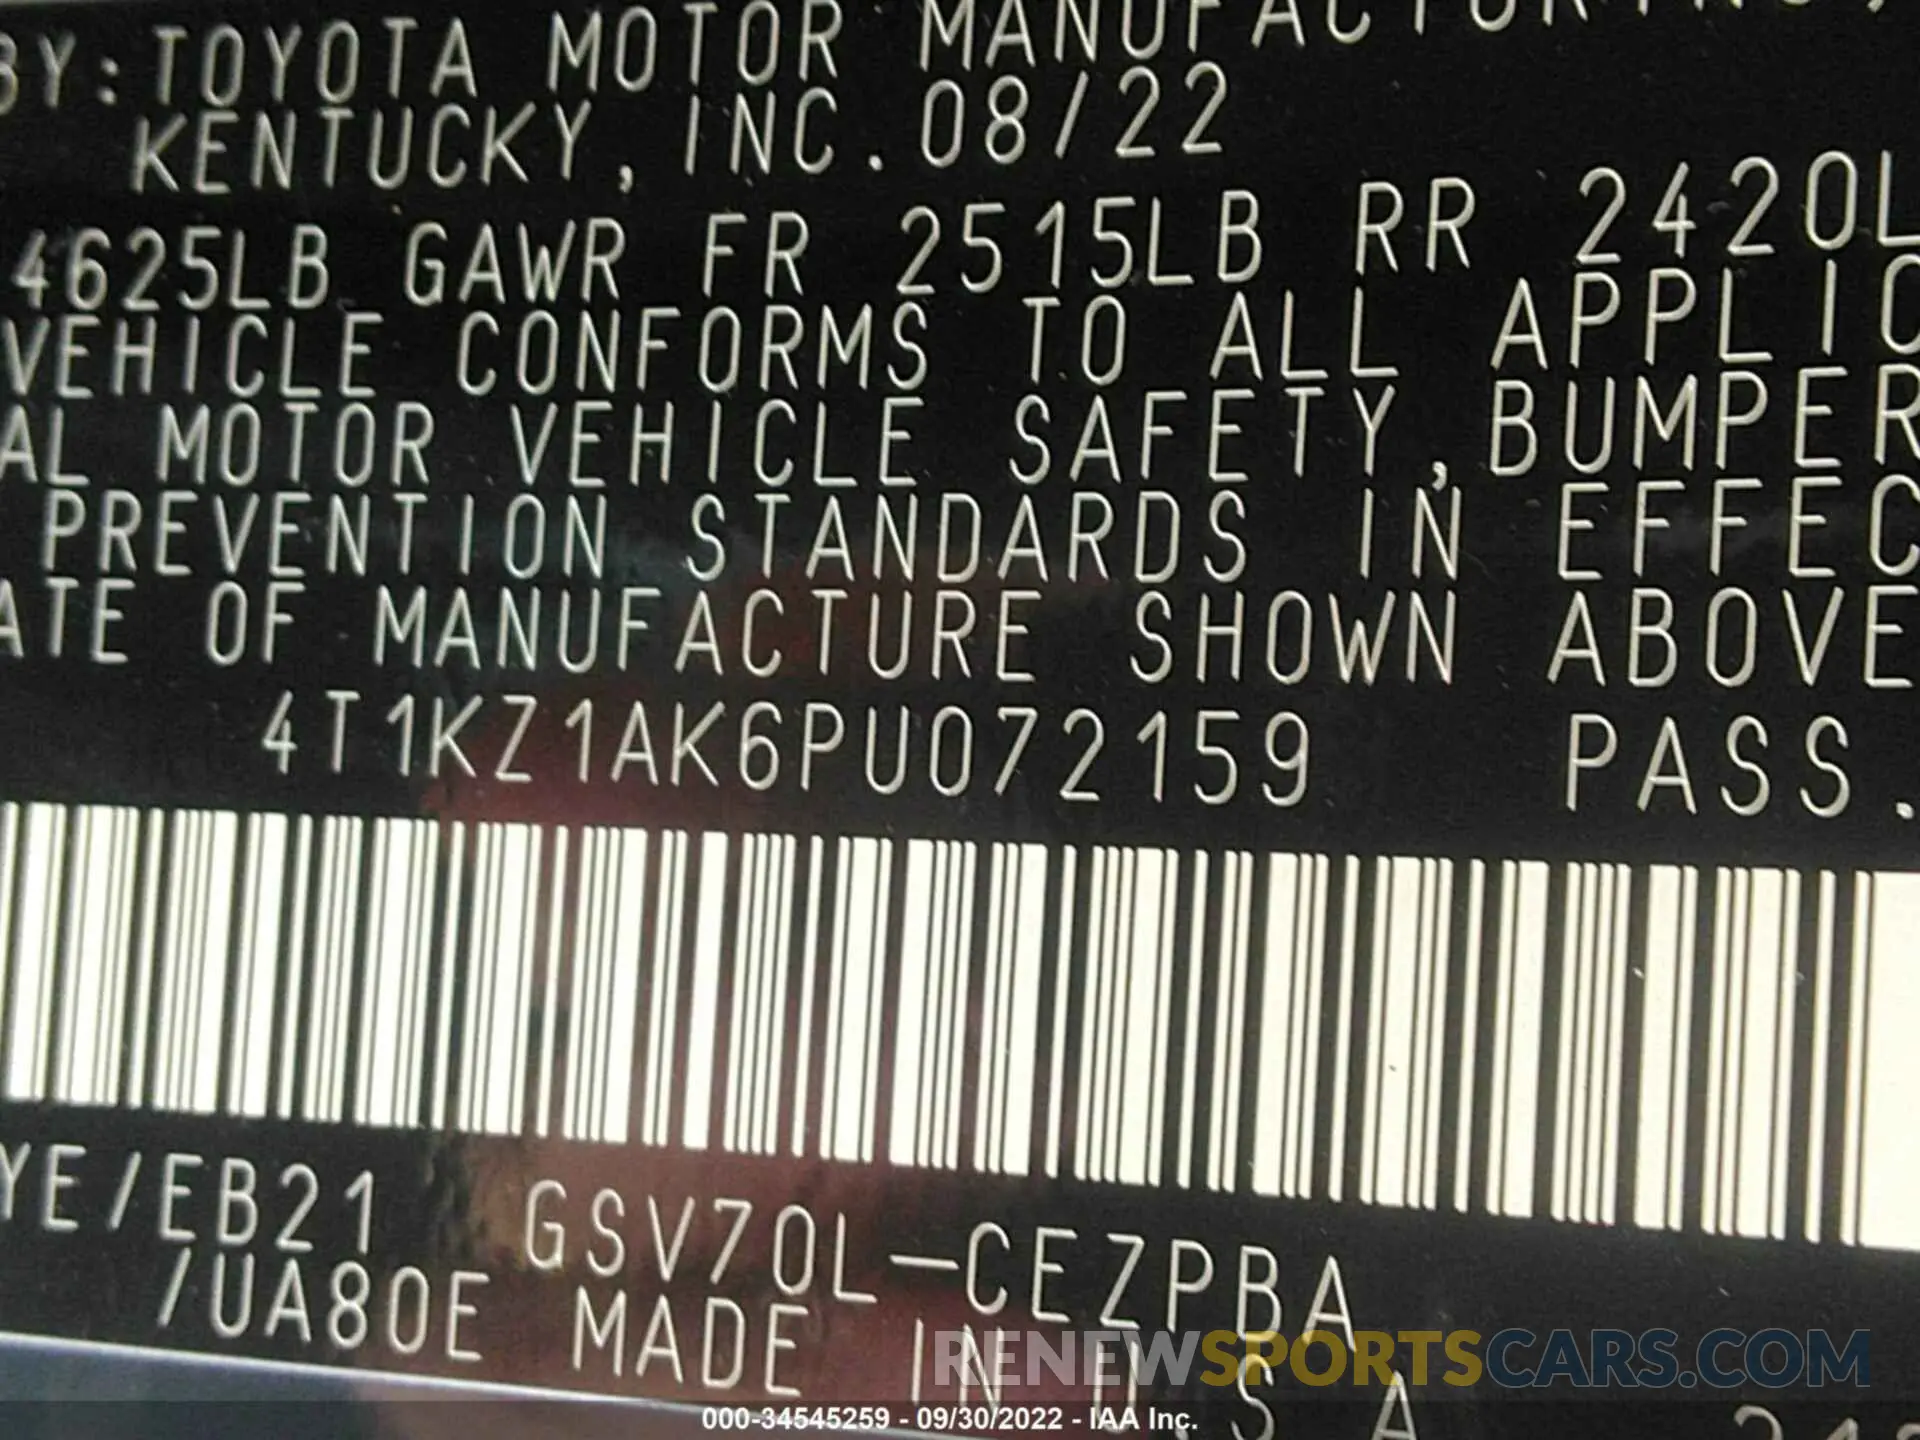 BY:TOYOTA MOTOR MANUFACTURING,
KENTUCKY, INC. 08/22
4625LB GAWR FR 2515LB RR 2420L
VEHICLE CONFORMS TO ALL APPLIC
AL MOTOR VEHICLE SAFETY, BUMPER
PREVENTION STANDARDS IN EFFEC
ATE OF MANUFACTURE SHOWN ABOVE
4T1KZ1AK6PU072159 PASS.
YE/EB21 GSV70L-CEZPBA
/UA80E MADE IN U.S.A
RENEWSPORTSCARS.COM
000-34545259 - 09/30/2022 - IAA Inc.